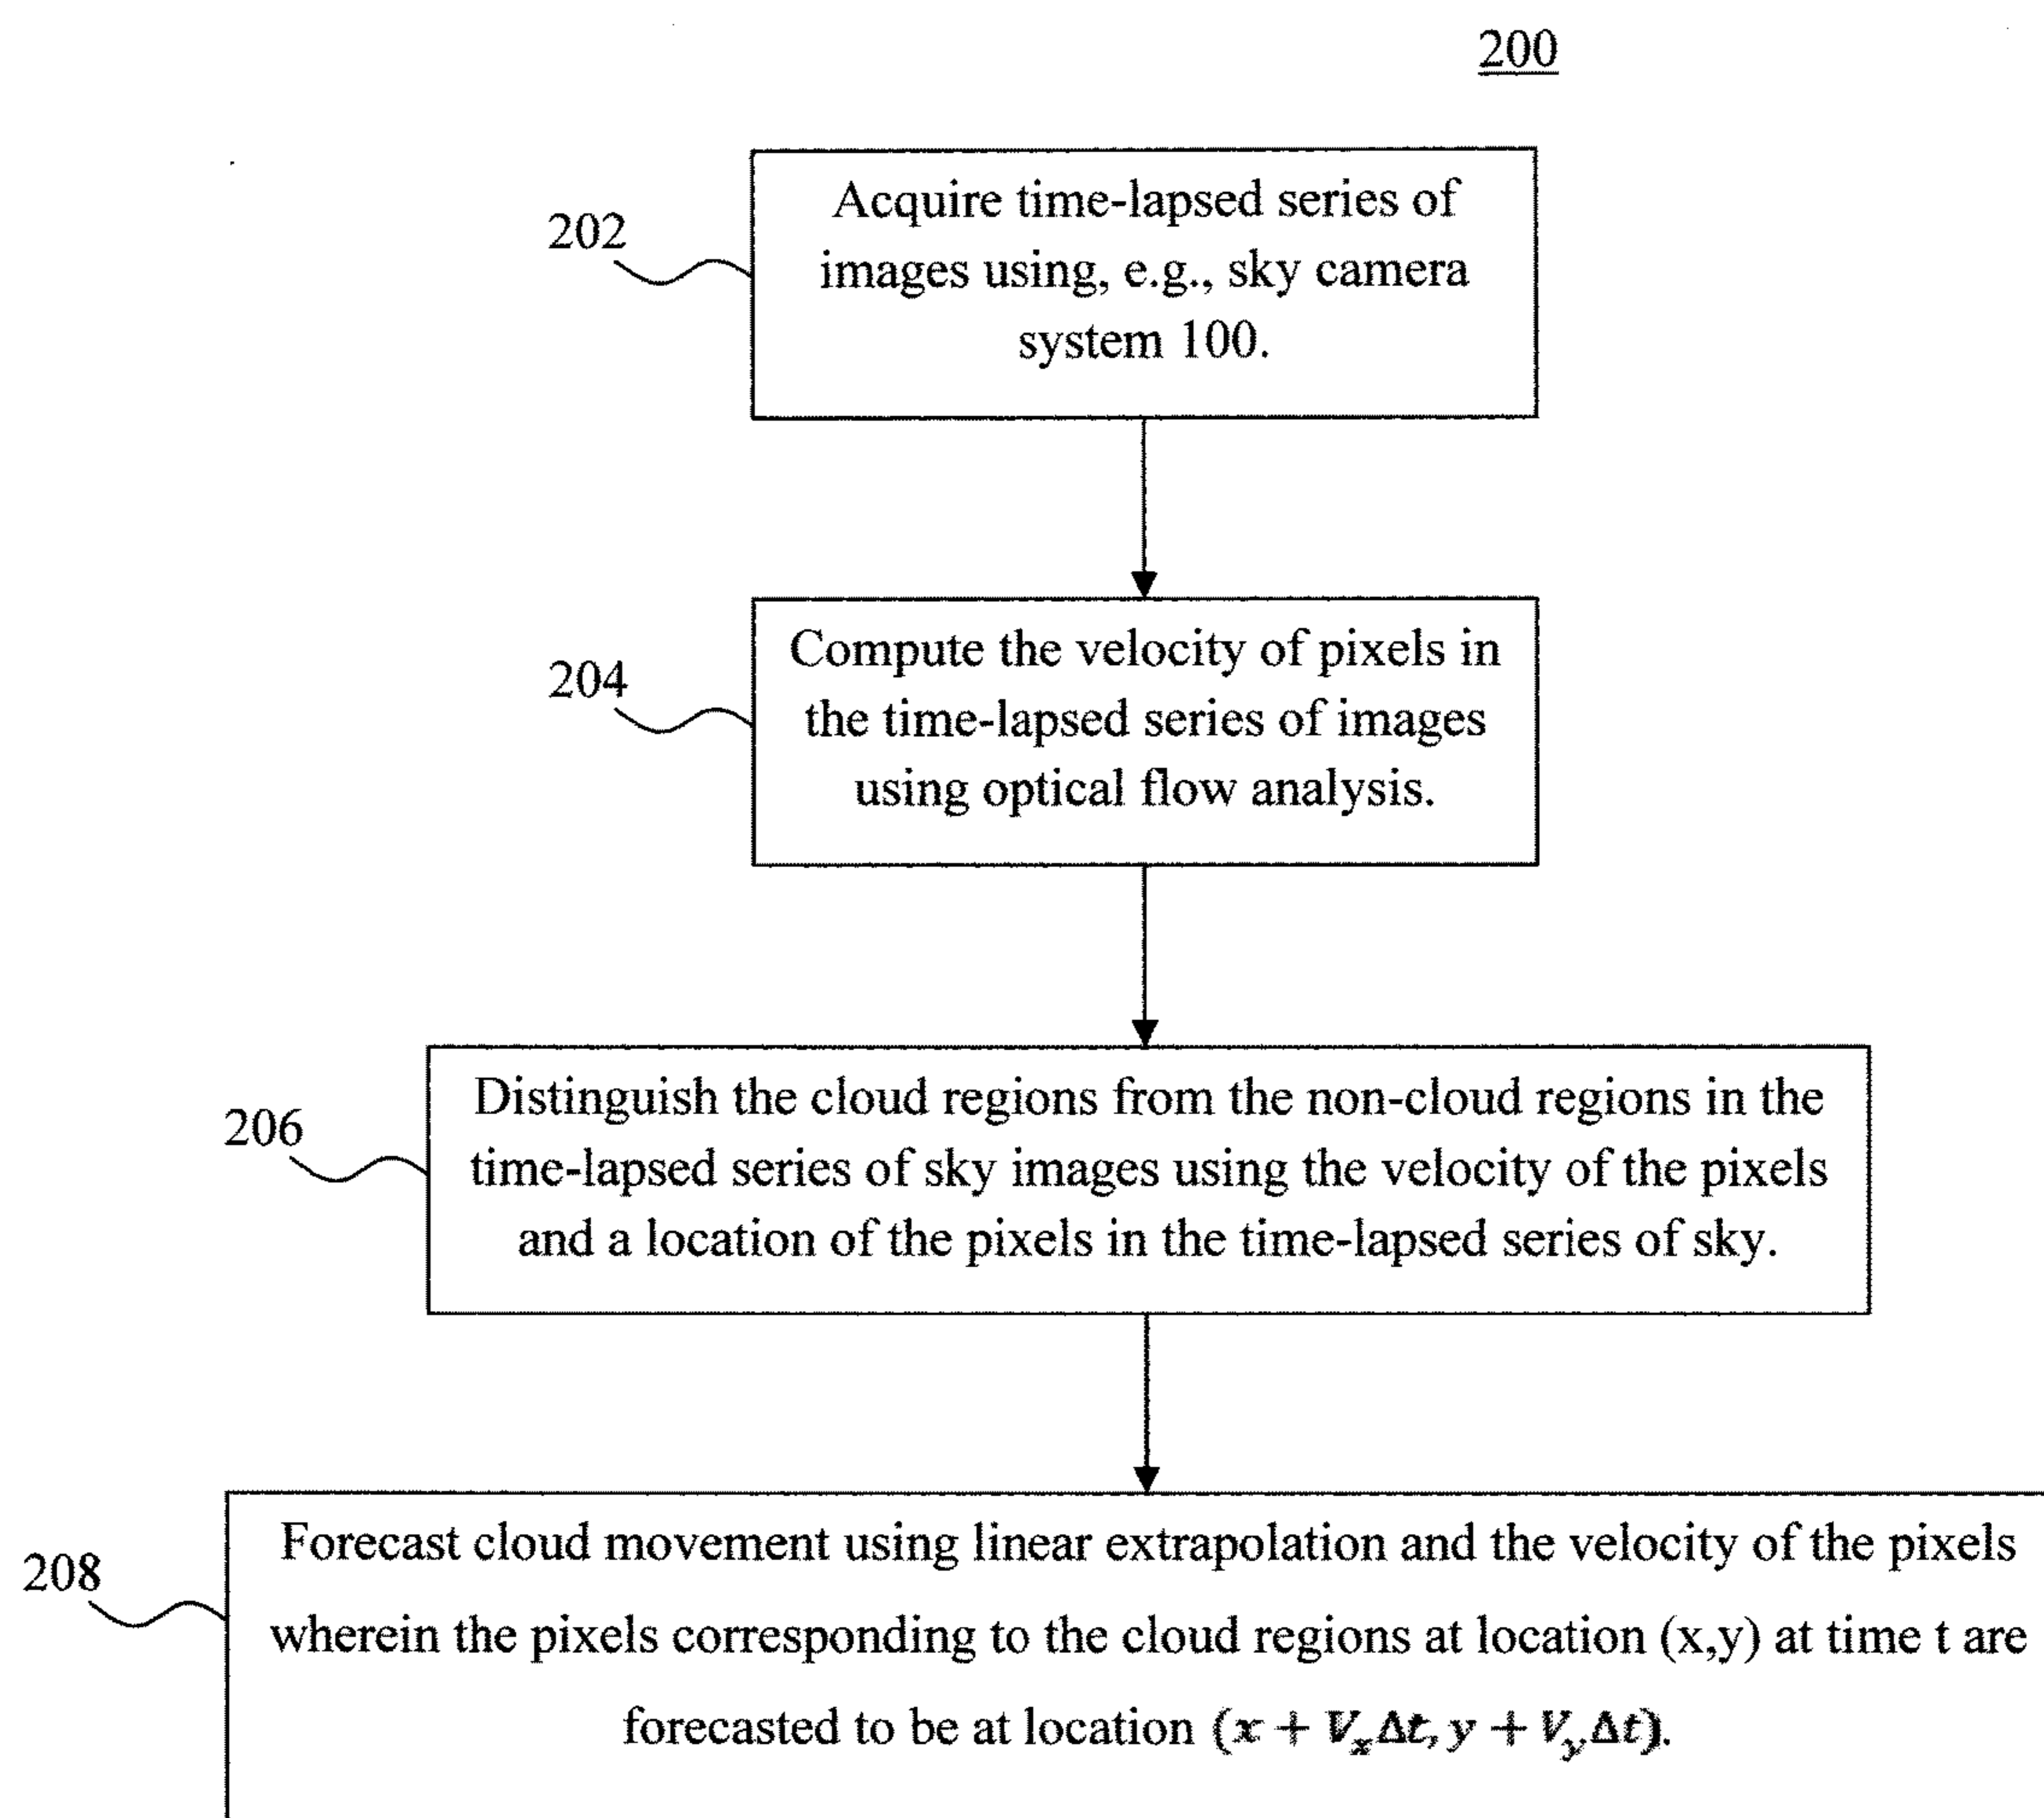 200
202
Acquire time-lapsed series of
images using, e.g., sky camera
system 100.
204
Compute the velocity of pixels in
the time-lapsed series of images
using optical flow analysis.
206
Distinguish the cloud regions from the non-cloud regions in the
time-lapsed series of sky images using the velocity of the pixels
and a location of the pixels in the time-lapsed series of sky.
208
Forecast cloud movement using linear extrapolation and the velocity of the pixels
wherein the pixels corresponding to the cloud regions at location (x,y) at time t are
forecasted to be at location (x + VₓΔt, y + V_yΔt).